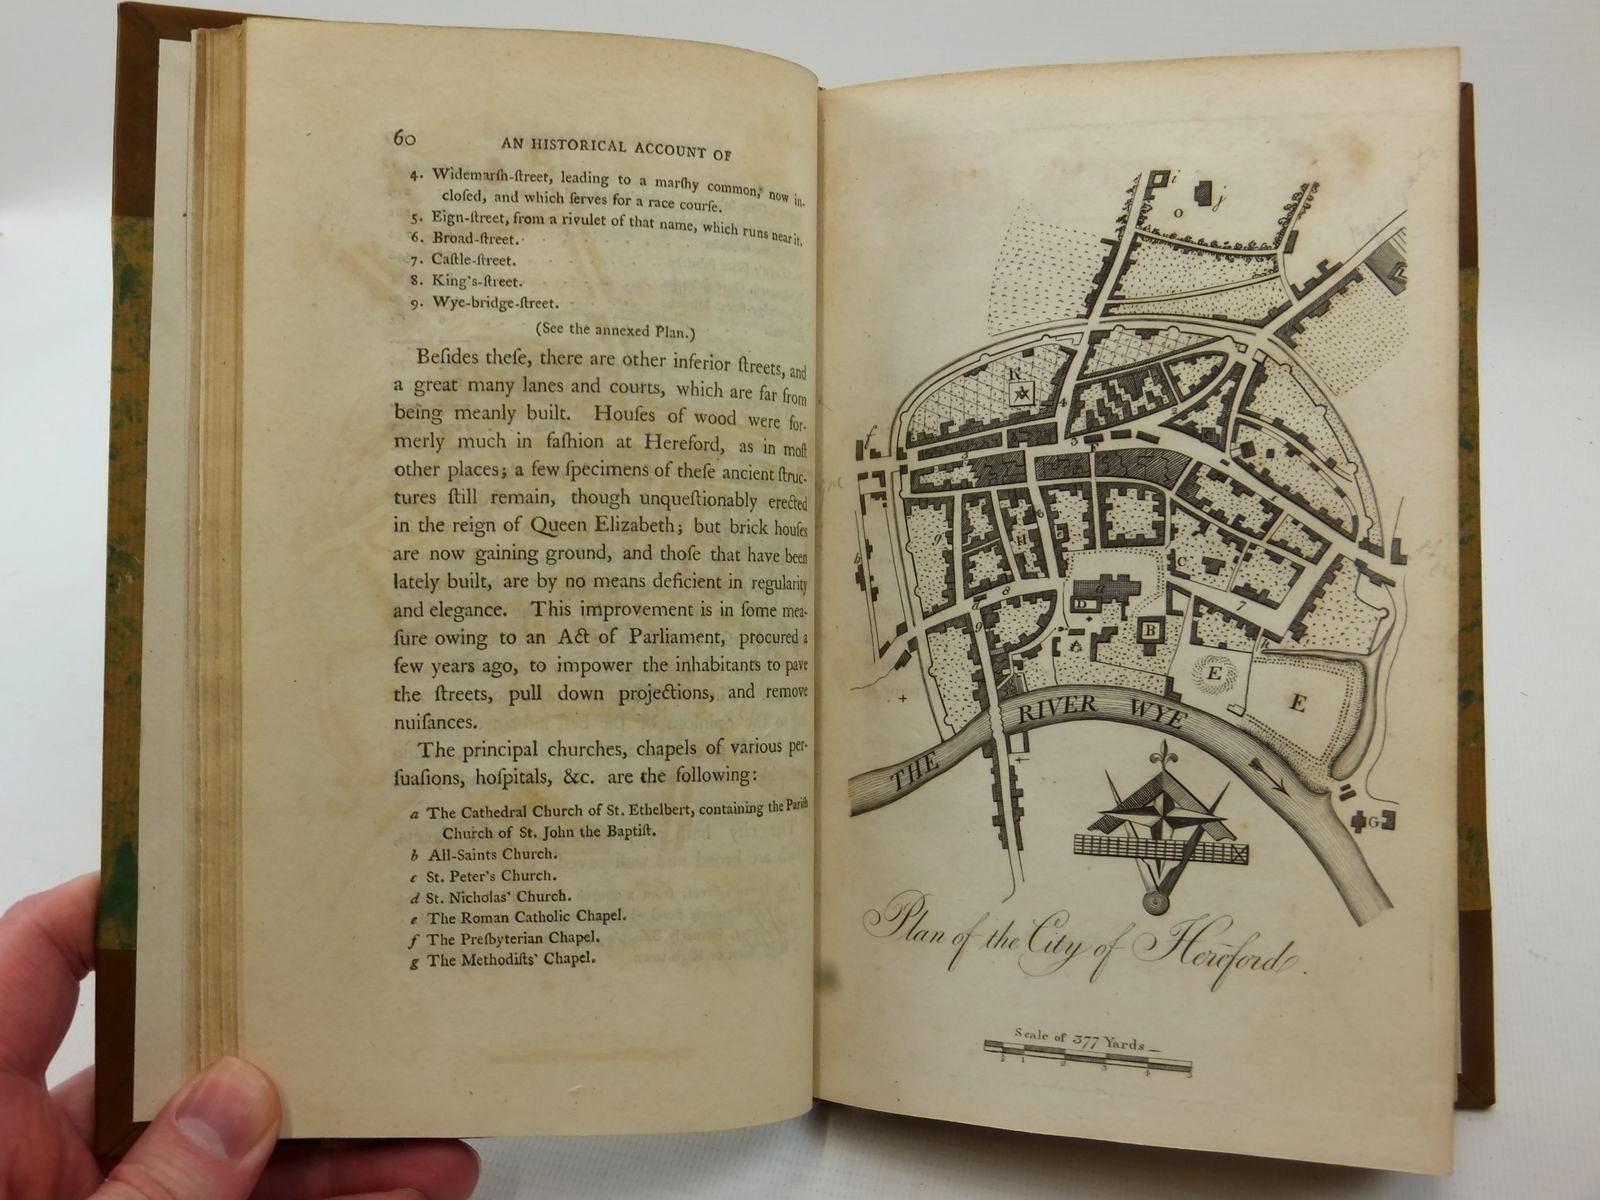 60 AN HISTORICAL ACCOUNT OF
4. Widemarſh-ſtreet, leading to a marſhy common, now in-
cloſed, and which ſerves for a race courſe.
5. Eign-ſtreet, from a rivulet of that name, which runs near it.
6. Broad-ſtreet.
7. Caſtle-ſtreet.
8. King's-ſtreet.
9. Wye-bridge-ſtreet.
(See the annexed Plan.)
Beſides theſe, there are other inferior ſtreets, and
a great many lanes and courts, which are far from
being meanly built. Houſes of wood were for-
merly much in faſhion at Hereford, as in moſt
other places; a few ſpecimens of theſe ancient ſtruc-
tures ſtill remain, though unqueſtionably erected
in the reign of Queen Elizabeth; but brick houſes
are now gaining ground, and thoſe that have been
lately built, are by no means deficient in regularity
and elegance. This improvement is in ſome mea-
ſure owing to an Act of Parliament, procured a
few years ago, to impower the inhabitants to pave
the ſtreets, pull down projections, and remove
nuiſances.
The principal churches, chapels of various per-
ſuaſions, hoſpitals, &c. are the following:
a The Cathedral Church of St. Ethelbert, containing the Pariſh
Church of St. John the Baptiſt.
b All-Saints Church.
c St. Peter's Church.
d St. Nicholas' Church.
e The Roman Catholic Chapel.
f The Preſbyterian Chapel.
g The Methodiſts' Chapel.
i
j
O
K
4
f
3
F
6
g
H
C
a
8
7
D
d
9
B
A
h
E
E
THE RIVER WYE
G
Plan of the City of Hereford.
Scale of 377 Yards
1 2 3 4 5